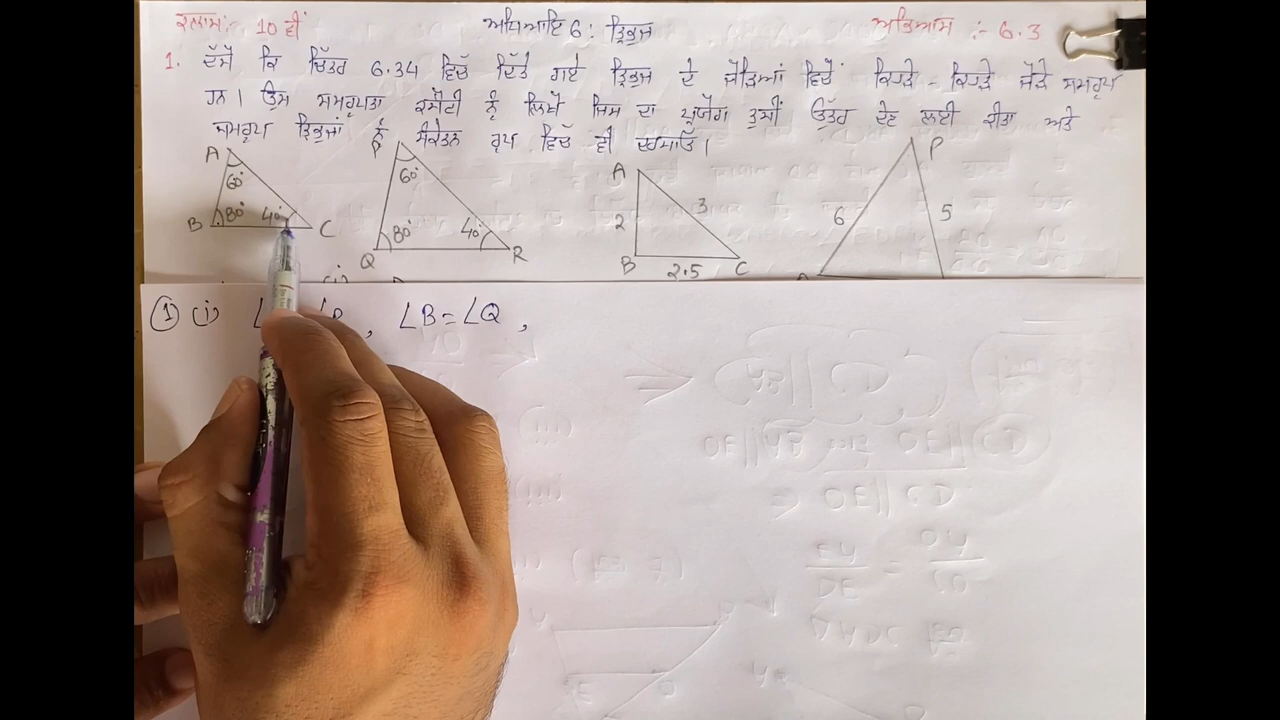 ਕਲਾਸ:- 10 ਵੀਂ ਅਧਿਆਇ 6: ਤ੍ਰਿਭੁਜ ਅਭਿਆਸ :- 6.3
1. ਦੱਸੋ ਕਿ ਚਿੱਤਰ 6.34 ਵਿੱਚ ਦਿੱਤੇ ਗਏ ਤ੍ਰਿਭੁਜ ਦੇ ਜੋੜਿਆਂ ਵਿੱਚੋਂ ਕਿਹੜੇ-ਕਿਹੜੇ ਜੋੜੇ ਸਮਰੂਪ
ਹਨ। ਉਸ ਸਮਰੂਪਤਾ ਕਸੌਟੀ ਨੂੰ ਲਿਖੋ ਜਿਸ ਦਾ ਪ੍ਰਯੋਗ ਤੁਸੀਂ ਉੱਤਰ ਦੇਣ ਲਈ ਕੀਤਾ ਅਤੇ
ਸਮਰੂਪ ਤ੍ਰਿਭੁਜਾਂ ਨੂੰ ਸੰਕੇਤਨ ਰੂਪ ਵਿੱਚ ਵੀ ਦਰਸਾਓ।
A 60° B 80° 40° C
P 60° Q 80° 40° R
A 2 3 B 2.5 C
P 6 5
① (i) ∠ ∠P, ∠B=∠Q,